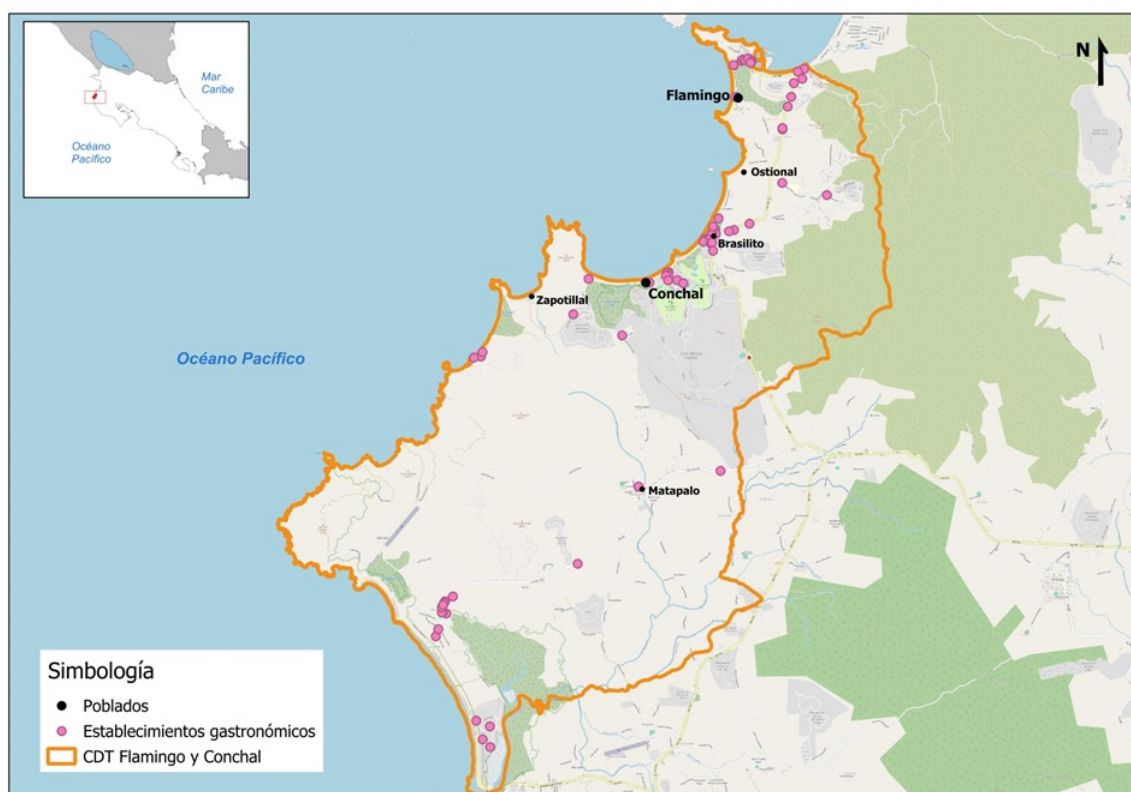 Mar
Caribe
Océano
Pacífico
N
Flamingo
Ostional
Brasilito
Conchal
Zapotillal
Océano Pacífico
Matapalo
Simbología
Poblados
Establecimientos gastronómicos
CDT Flamingo y Conchal